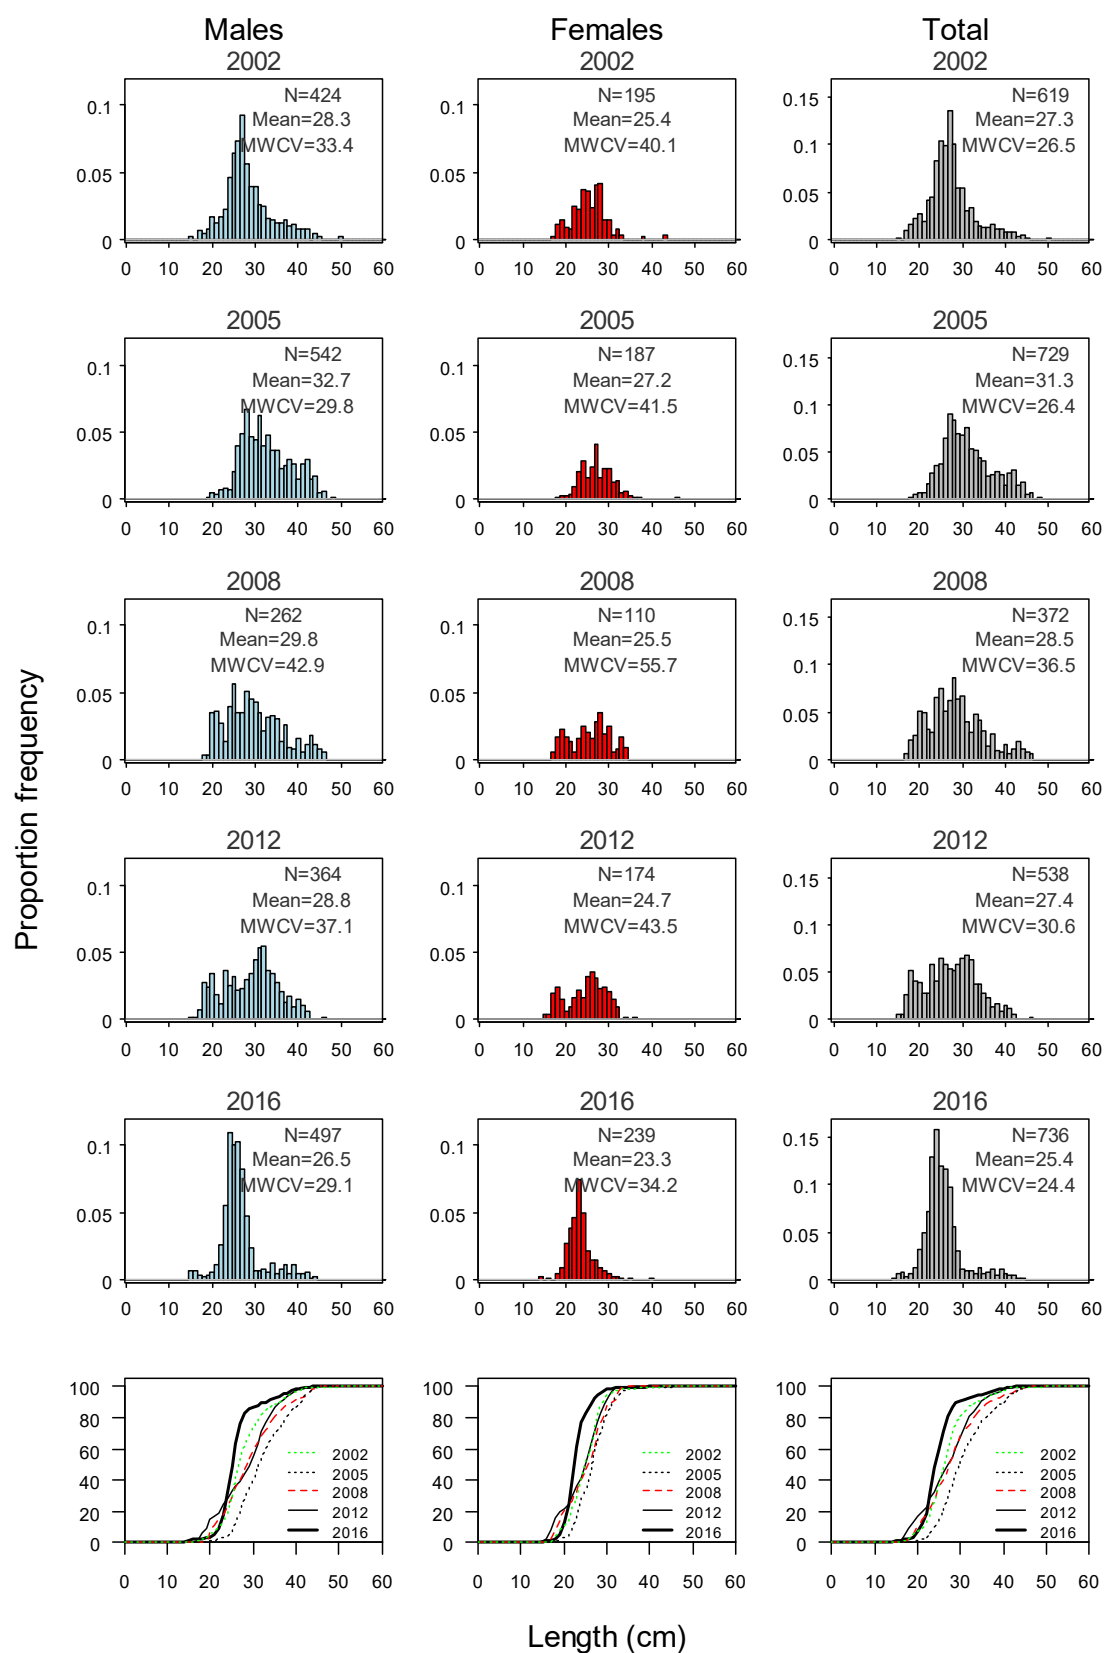 Males Females Total
2002 2002 2002
N=424 N=195 N=619
Mean=28.3 Mean=25.4 Mean=27.3
MWCV=33.4 MWCV=40.1 MWCV=26.5
0.1 0.1 0.15
0.1
0.05 0.05 0.05
0 0 0
0 10 20 30 40 50 60 0 10 20 30 40 50 60 0 10 20 30 40 50 60
2005 2005 2005
N=542 N=187 N=729
Mean=32.7 Mean=27.2 Mean=31.3
MWCV=29.8 MWCV=41.5 MWCV=26.4
0.1 0.1 0.15
0.1
0.05 0.05 0.05
0 0 0
0 10 20 30 40 50 60 0 10 20 30 40 50 60 0 10 20 30 40 50 60
2008 2008 2008
N=262 N=110 N=372
Mean=29.8 Mean=25.5 Mean=28.5
MWCV=42.9 MWCV=55.7 MWCV=36.5
0.1 0.1 0.15
0.1
0.05 0.05 0.05
0 0 0
0 10 20 30 40 50 60 0 10 20 30 40 50 60 0 10 20 30 40 50 60
Proportion frequency
2012 2012 2012
N=364 N=174 N=538
Mean=28.8 Mean=24.7 Mean=27.4
MWCV=37.1 MWCV=43.5 MWCV=30.6
0.1 0.1 0.15
0.1
0.05 0.05 0.05
0 0 0
0 10 20 30 40 50 60 0 10 20 30 40 50 60 0 10 20 30 40 50 60
2016 2016 2016
N=497 N=239 N=736
Mean=26.5 Mean=23.3 Mean=25.4
MWCV=29.1 MWCV=34.2 MWCV=24.4
0.1 0.1 0.15
0.1
0.05 0.05 0.05
0 0 0
0 10 20 30 40 50 60 0 10 20 30 40 50 60 0 10 20 30 40 50 60
100 100 100
80 80 80
60 60 60
2002 2002 2002
40 2005 40 2005 40 2005
2008 2008 2008
20 2012 20 2012 20 2012
2016 2016 2016
0 0 0
0 10 20 30 40 50 60 0 10 20 30 40 50 60 0 10 20 30 40 50 60
Length (cm)